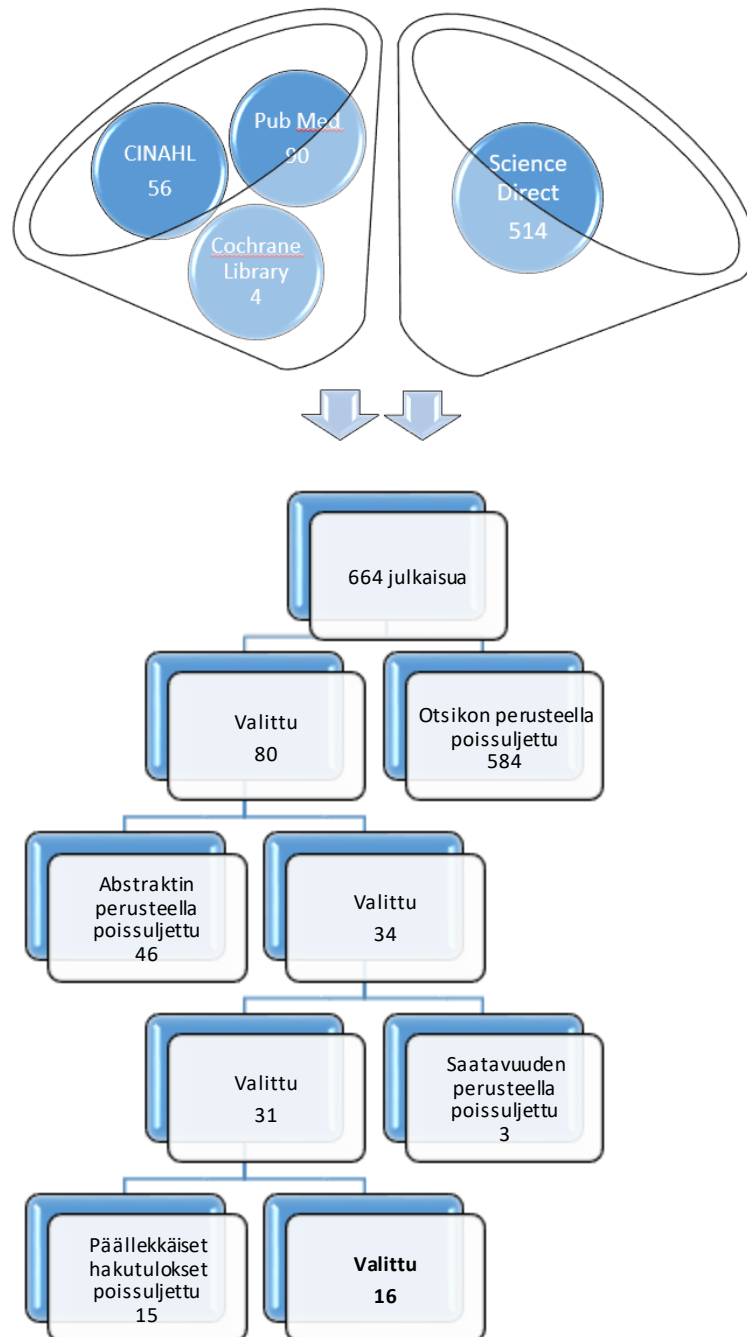 Pub Med
90
CINAHL
56
Cochrane
Library
4
Science
Direct
514
664 julkaisua
Valittu
80
Otsikon perusteella
poissuljettu
584
Abstraktin
perusteella
poissuljettu
46
Valittu
34
Valittu
31
Saatavuuden
perusteella
poissuljettu
3
Päällekkäiset
hakutulokset
poissuljettu
15
Valittu
16